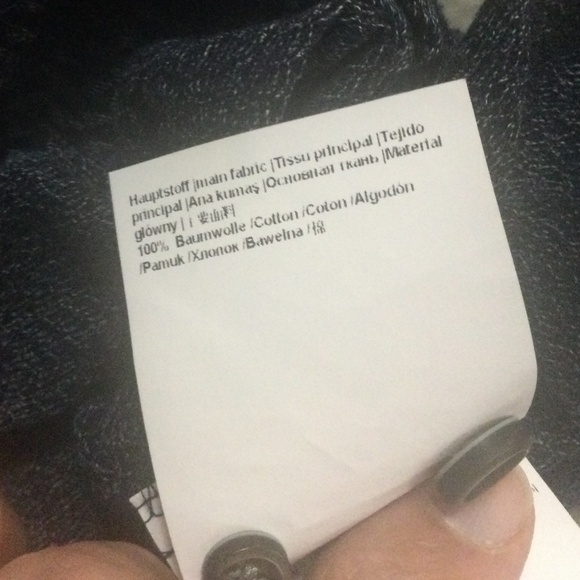 Hauptstoff |main fabric |Tissu principal |Tejido
principal |Ana kumaş |Основная ткань |Material
główny | 主要面料
100% Baumwolle /Cotton /Coton /Algodón
/Pamuk /Хлопок /Bawełna /棉